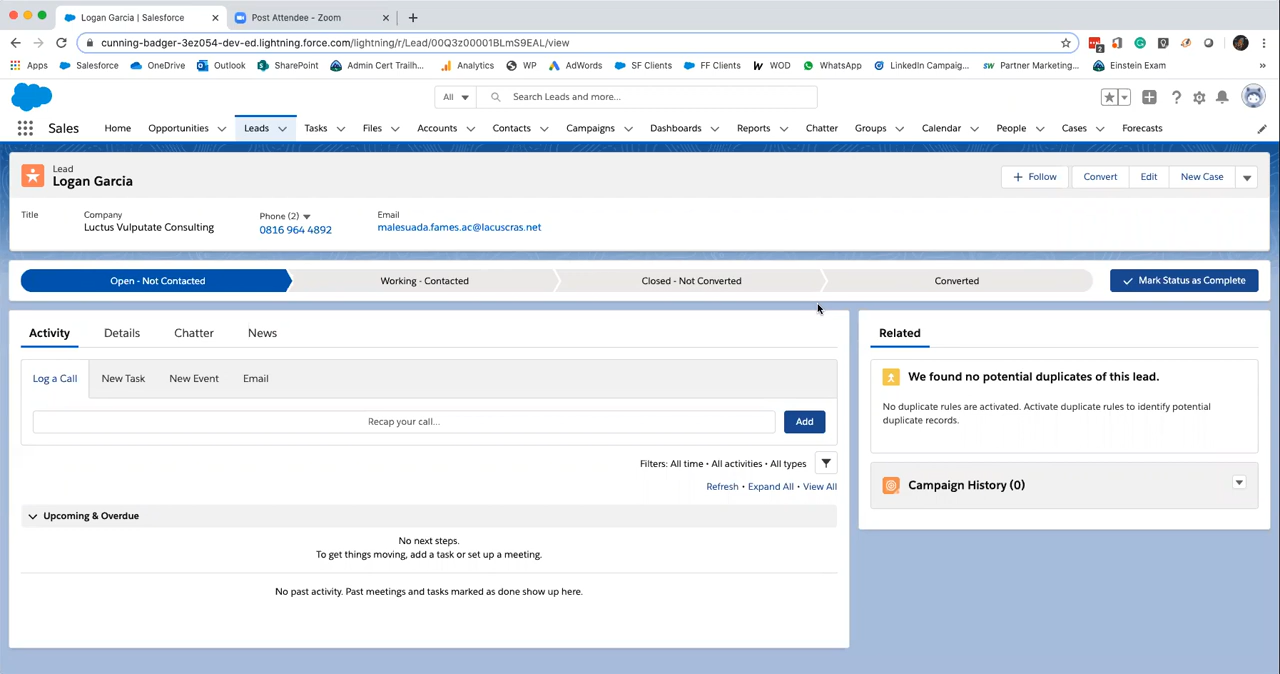 Logan Garcia | Salesforce
Post Attendee - Zoom
cunning-badger-3ez054-dev-ed.lightning.force.com/lightning/r/Lead/00Q3z00001BLmS9EAL/view
2
Apps Salesforce OneDrive Outlook SharePoint Admin Cert Trailh... Analytics WP AdWords SF Clients FF Clients WOD WhatsApp LinkedIn Campaig... Partner Marketing... Einstein Exam
All Search Leads and more...
Sales Home Opportunities Leads Tasks Files Accounts Contacts Campaigns Dashboards Reports Chatter Groups Calendar People Cases Forecasts
Lead
Logan Garcia
+ Follow Convert Edit New Case
Title Company Phone (2) Email
Luctus Vulputate Consulting 0816 964 4892 malesuada.fames.ac@lacuscras.net
Open - Not Contacted Working - Contacted Closed - Not Converted Converted Mark Status as Complete
Activity Details Chatter News
Log a Call New Task New Event Email
Recap your call... Add
Filters: All time • All activities • All types
Refresh • Expand All • View All
Upcoming & Overdue
No next steps.
To get things moving, add a task or set up a meeting.
No past activity. Past meetings and tasks marked as done show up here.
Related
We found no potential duplicates of this lead.
No duplicate rules are activated. Activate duplicate rules to identify potential
duplicate records.
Campaign History (0)